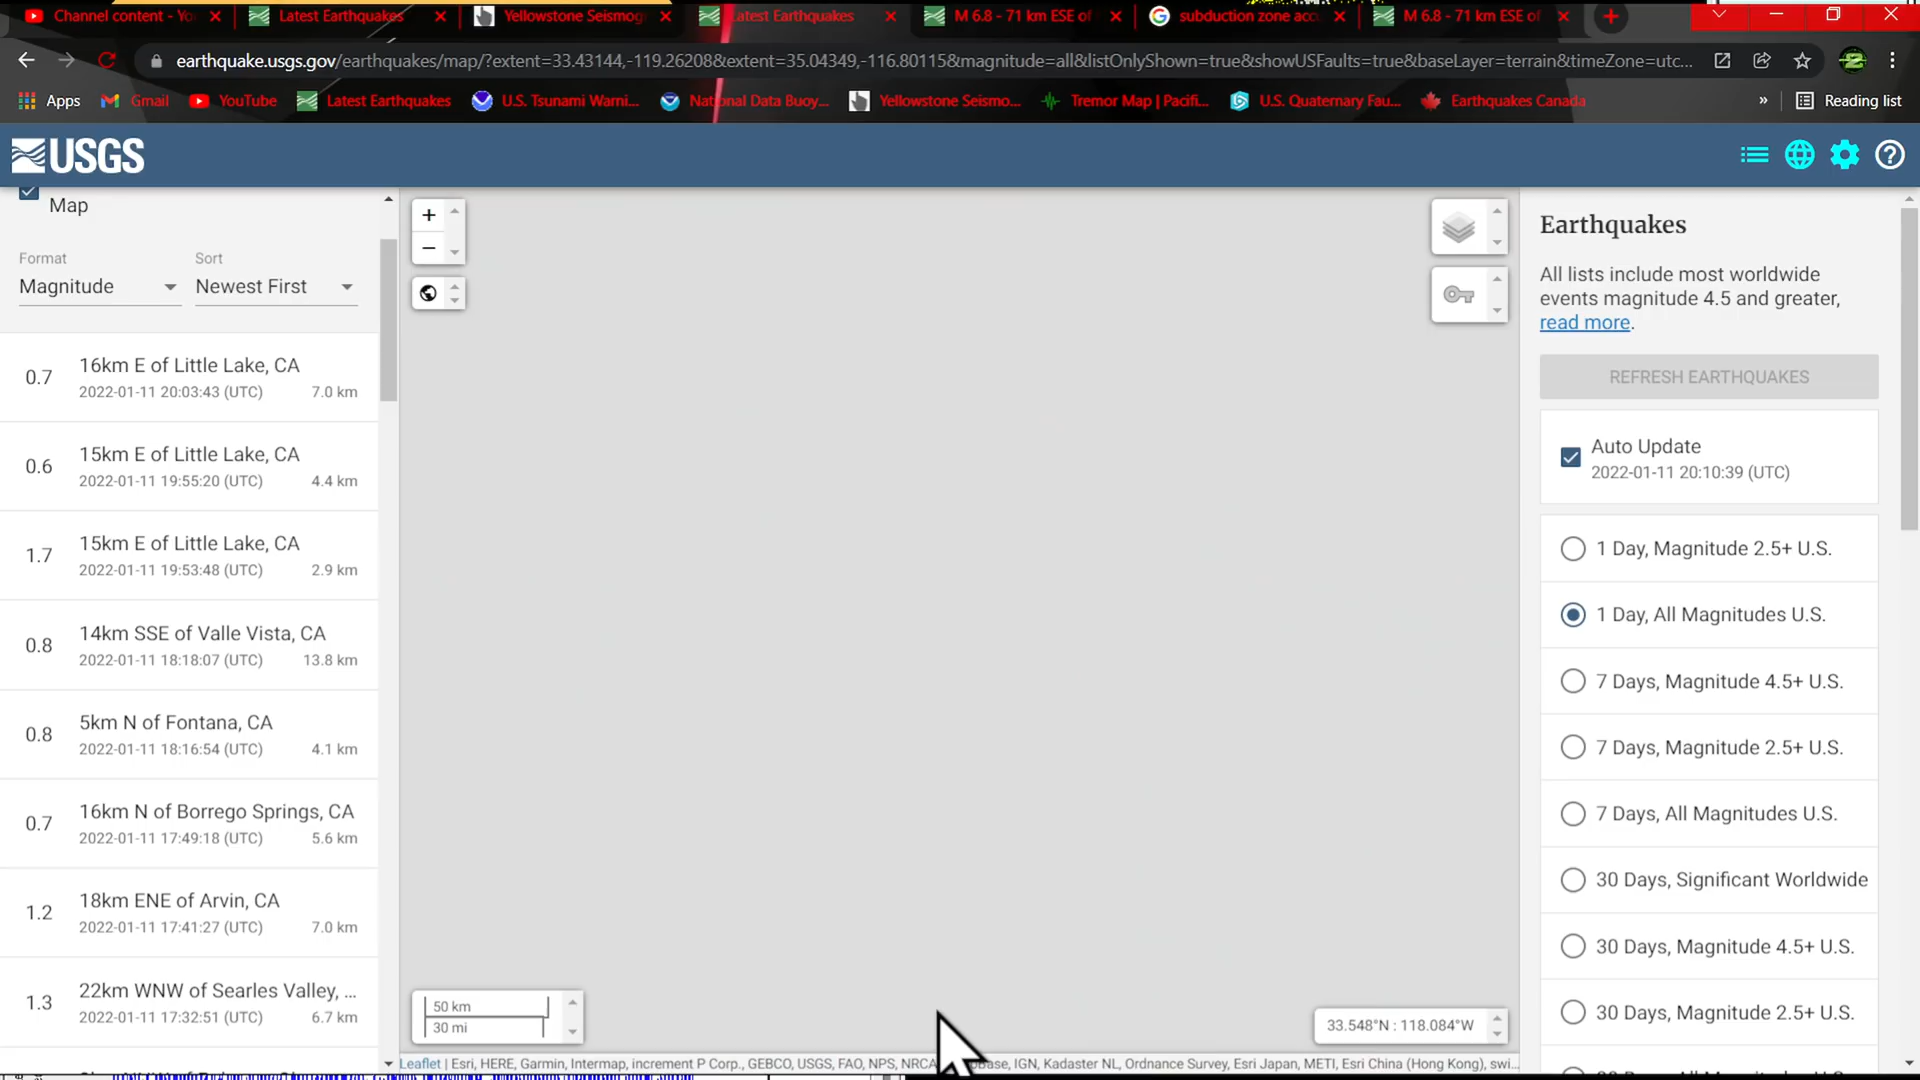 Channel content - Yo
Latest Earthquakes
Yellowstone Seismog
Latest Earthquakes
M 6.8 - 71 km ESE of
subduction zone acc
M 6.8 - 71 km ESE of
earthquake.usgs.gov/earthquakes/map/?extent=33.43144,-119.26208&extent=35.04349,-116.80115&magnitude=all&listOnlyShown=true&showUSFaults=true&baseLayer=terrain&timeZone=utc...
Apps
Gmail
YouTube
Latest Earthquakes
U.S. Tsunami Warni...
National Data Buoy...
Yellowstone Seismo...
Tremor Map | Pacifi...
U.S. Quaternary Fau...
Earthquakes Canada
»
Reading list
USGS
Map
Format
Sort
Magnitude
Newest First
0.7
16km E of Little Lake, CA
2022-01-11 20:03:43 (UTC) 7.0 km
0.6
15km E of Little Lake, CA
2022-01-11 19:55:20 (UTC) 4.4 km
1.7
15km E of Little Lake, CA
2022-01-11 19:53:48 (UTC) 2.9 km
0.8
14km SSE of Valle Vista, CA
2022-01-11 18:18:07 (UTC) 13.8 km
0.8
5km N of Fontana, CA
2022-01-11 18:16:54 (UTC) 4.1 km
0.7
16km N of Borrego Springs, CA
2022-01-11 17:49:18 (UTC) 5.6 km
1.2
18km ENE of Arvin, CA
2022-01-11 17:41:27 (UTC) 7.0 km
1.3
22km WNW of Searles Valley, ...
2022-01-11 17:32:51 (UTC) 6.7 km
+
−
50 km
30 mi
33.548°N : 118.084°W
Leaflet | Esri, HERE, Garmin, Intermap, increment P Corp., GEBCO, USGS, FAO, NPS, NRCA base, IGN, Kadaster NL, Ordnance Survey, Esri Japan, METI, Esri China (Hong Kong), swi...
Earthquakes
All lists include most worldwide
events magnitude 4.5 and greater,
read more.
REFRESH EARTHQUAKES
Auto Update
2022-01-11 20:10:39 (UTC)
1 Day, Magnitude 2.5+ U.S.
1 Day, All Magnitudes U.S.
7 Days, Magnitude 4.5+ U.S.
7 Days, Magnitude 2.5+ U.S.
7 Days, All Magnitudes U.S.
30 Days, Significant Worldwide
30 Days, Magnitude 4.5+ U.S.
30 Days, Magnitude 2.5+ U.S.